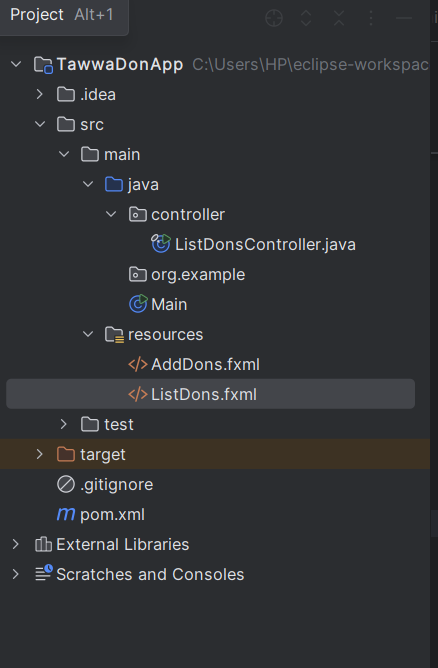 Project Alt+1
TawwaDonApp C:\Users\HP\eclipse-workspac
.idea
src
main
java
controller
ListDonsController.java
org.example
Main
resources
AddDons.fxml
ListDons.fxml
test
target
.gitignore
pom.xml
External Libraries
Scratches and Consoles